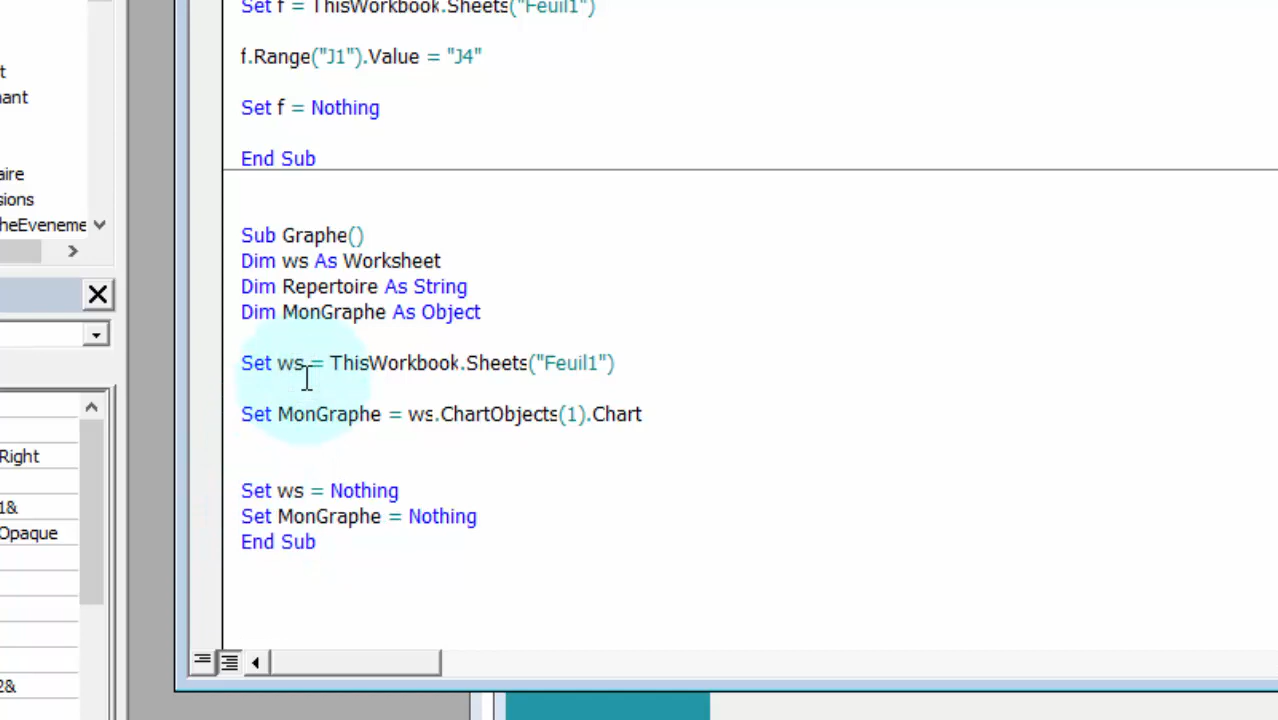 Set f = ThisWorkbook.Sheets("Feuil1")
f.Range("J1").Value = "J4"
Set f = Nothing
End Sub
Sub Graphe()
Dim ws As Worksheet
Dim Repertoire As String
Dim MonGraphe As Object
Set ws = ThisWorkbook.Sheets("Feuil1")
Set MonGraphe = ws.ChartObjects(1).Chart
Set ws = Nothing
Set MonGraphe = Nothing
End Sub
t
nant
aire
sions
heEveneme
Right
1&
Opaque
2&